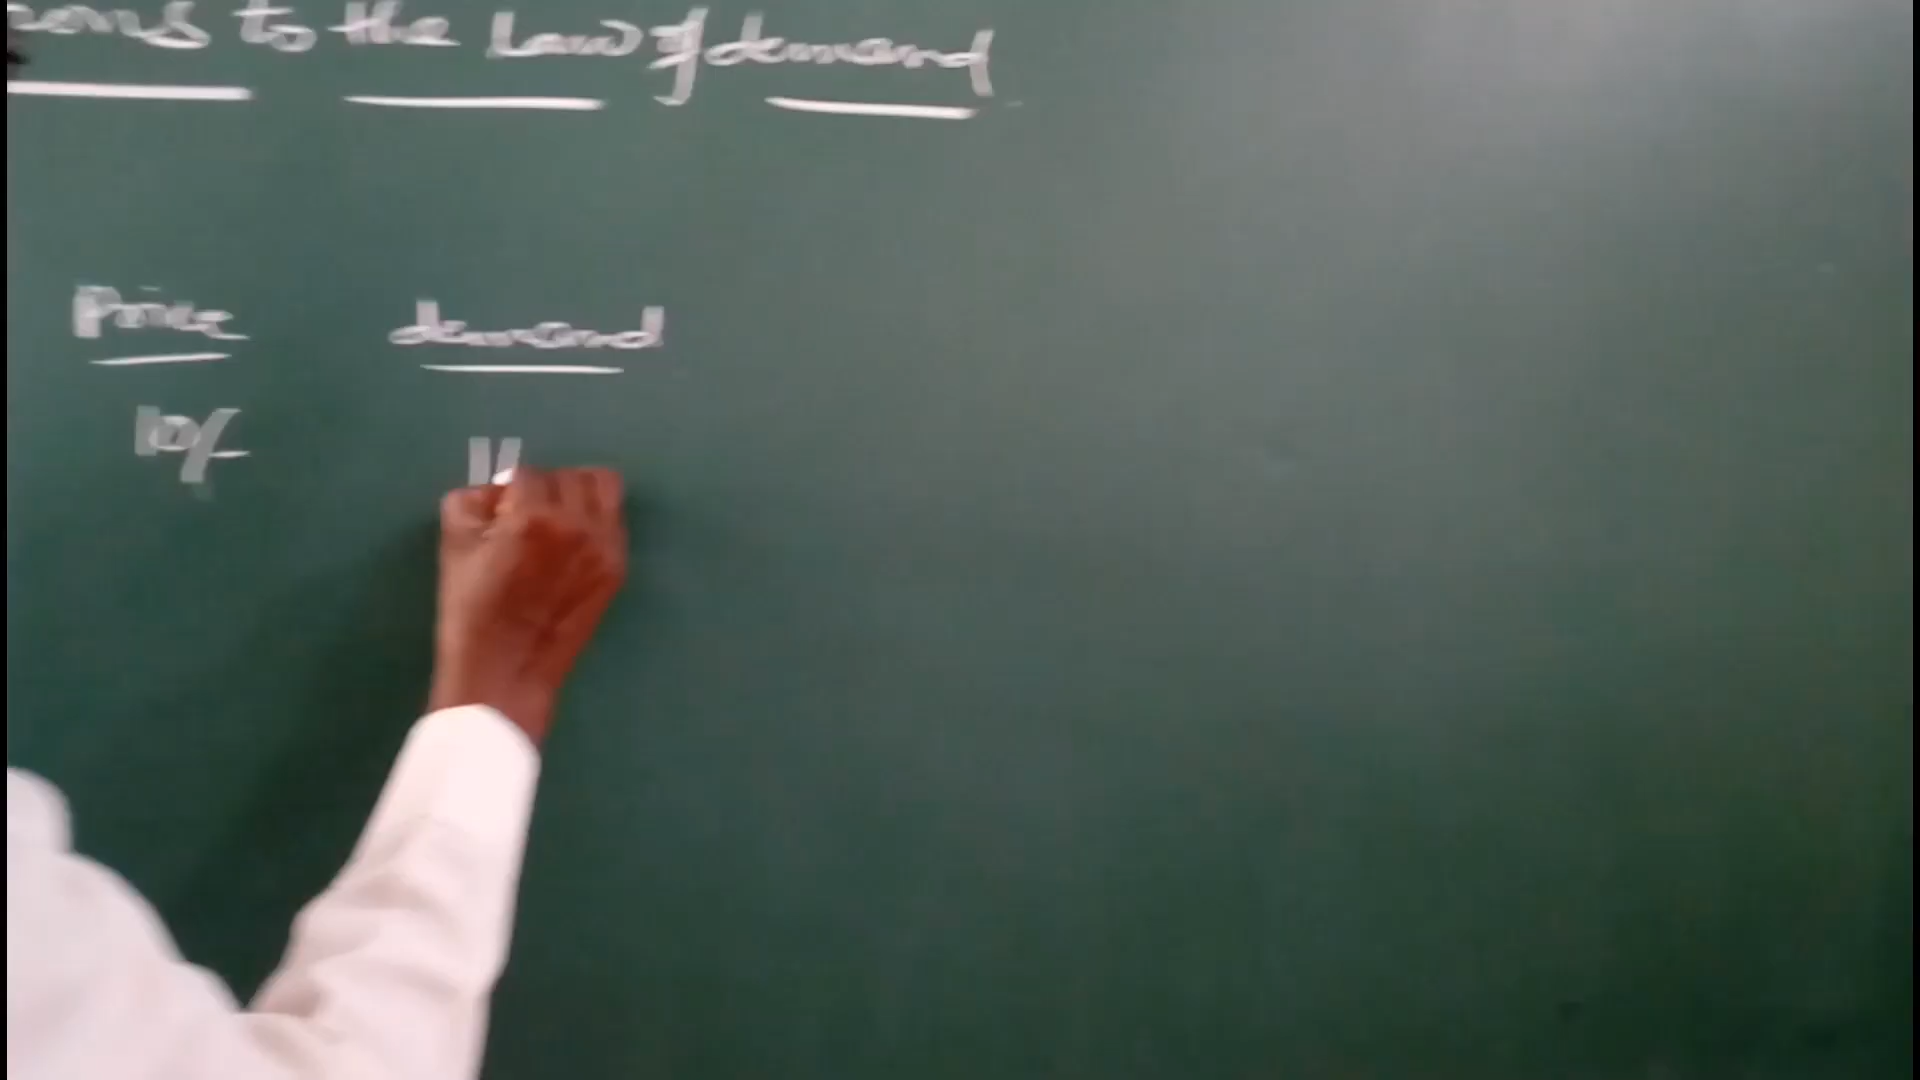 to the Law of demand
Price demand
10/-